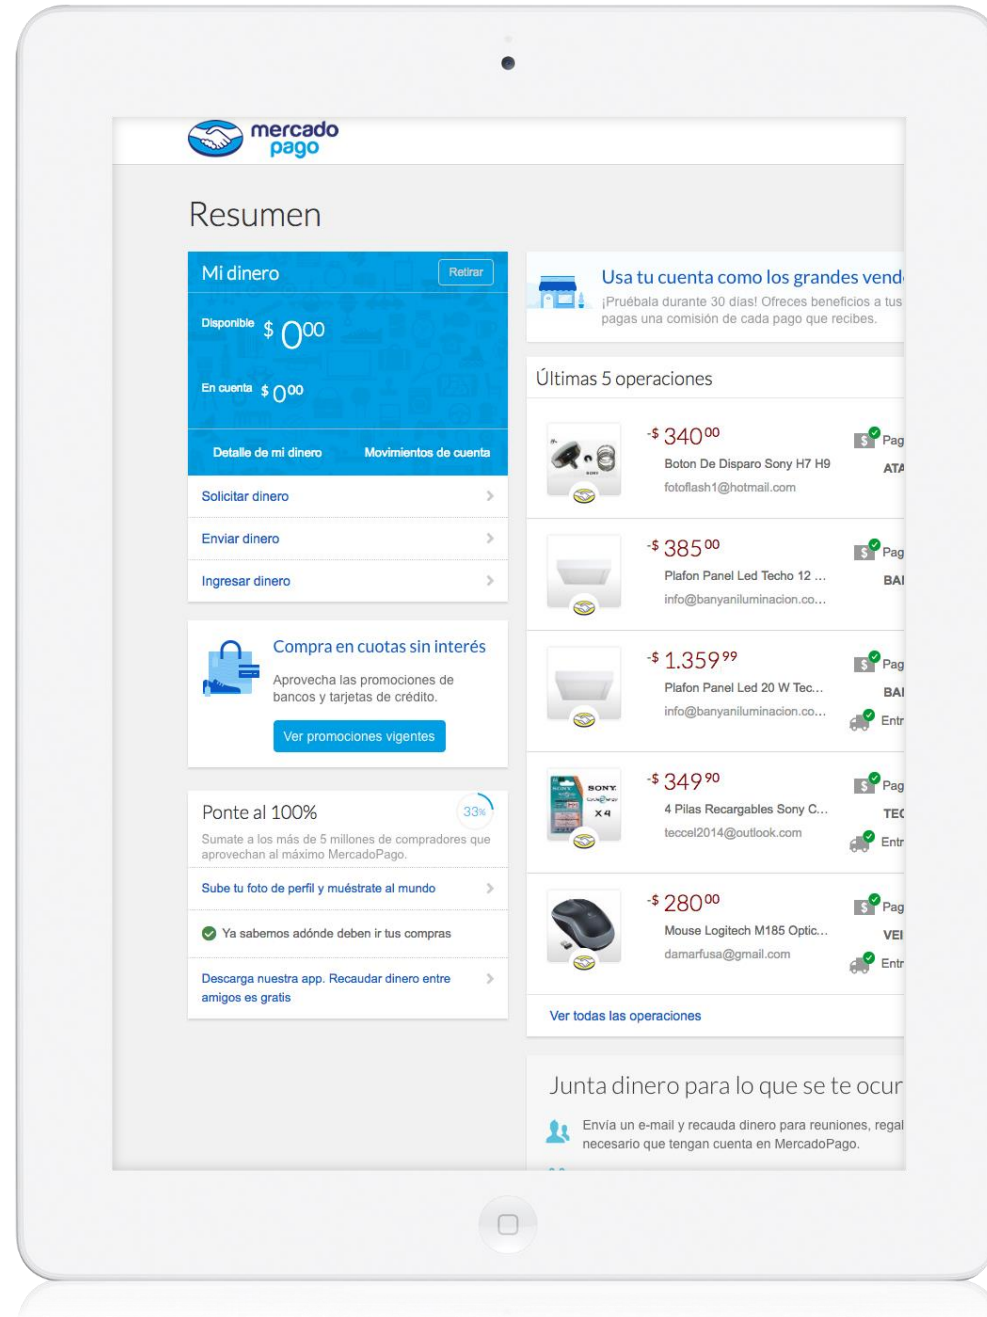 mercado
pago
Resumen
Mi dinero
Retirar
Disponible $ 0 00
En cuenta $ 0 00
Detalle de mi dinero
Movimientos de cuenta
Solicitar dinero
Enviar dinero
Ingresar dinero
Compra en cuotas sin interés
Aprovecha las promociones de
bancos y tarjetas de crédito.
Ver promociones vigentes
Ponte al 100%
33%
Sumate a los más de 5 millones de compradores que
aprovechan al máximo MercadoPago.
Sube tu foto de perfil y muéstrate al mundo
Ya sabemos adónde deben ir tus compras
Descarga nuestra app. Recaudar dinero entre
amigos es gratis
Usa tu cuenta como los grandes vend
¡Pruébala durante 30 días! Ofreces beneficios a tus
pagas una comisión de cada pago que recibes.
Últimas 5 operaciones
-$ 340 00
Pag
Boton De Disparo Sony H7 H9
ATA
fotoflash1@hotmail.com
-$ 385 00
Pag
Plafon Panel Led Techo 12 ...
BAI
info@banyaniluminacion.co...
-$ 1.359 99
Pag
Plafon Panel Led 20 W Tec...
BAI
info@banyaniluminacion.co...
Entr
SONY
X 4
-$ 349 90
Pag
4 Pilas Recargables Sony C...
TEC
teccel2014@outlook.com
Entr
-$ 280 00
Pag
Mouse Logitech M185 Optic...
VEI
damarfusa@gmail.com
Entr
Ver todas las operaciones
Junta dinero para lo que se te ocur
Envía un e-mail y recauda dinero para reuniones, regal
necesario que tengan cuenta en MercadoPago.